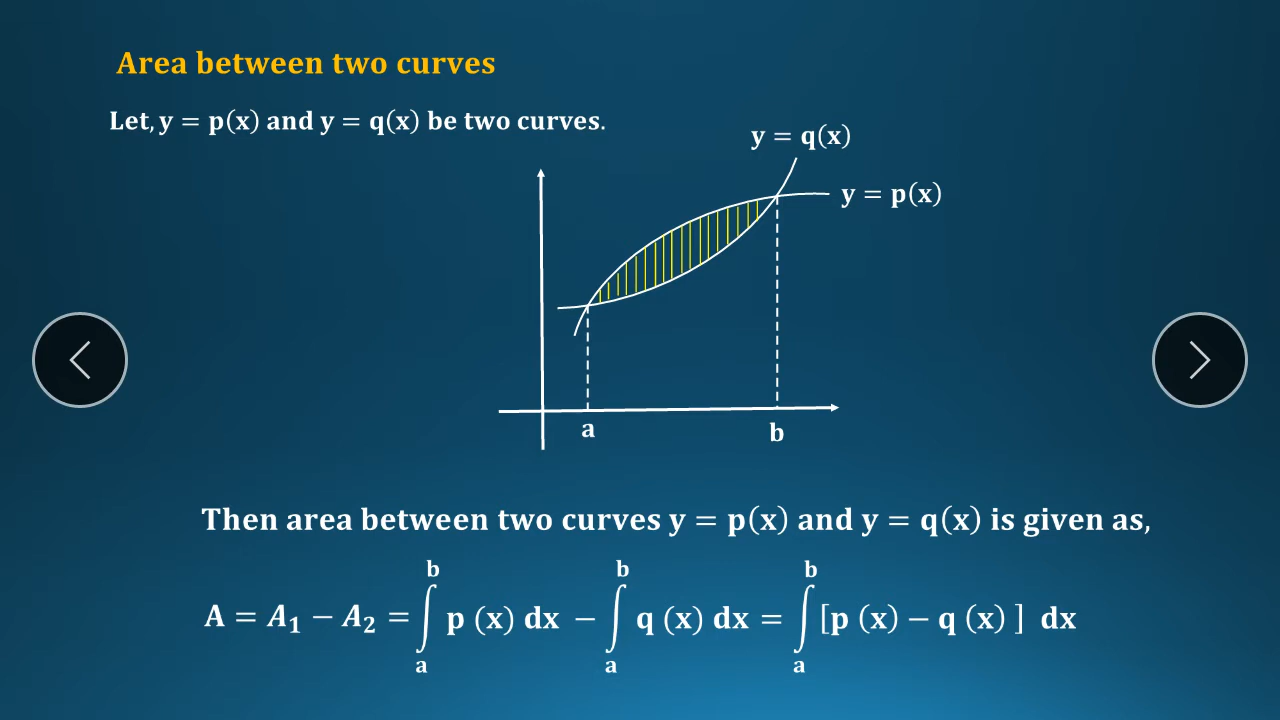 Area between two curves
Let, y = p(x) and y = q(x) be two curves.
y = q(x)
y = p(x)
a
b
Then area between two curves y = p(x) and y = q(x) is given as,
A = A₁ − A₂ = ∫ₐᵇ p (x) dx − ∫ₐᵇ q (x) dx = ∫ₐᵇ [p (x) − q (x) ] dx